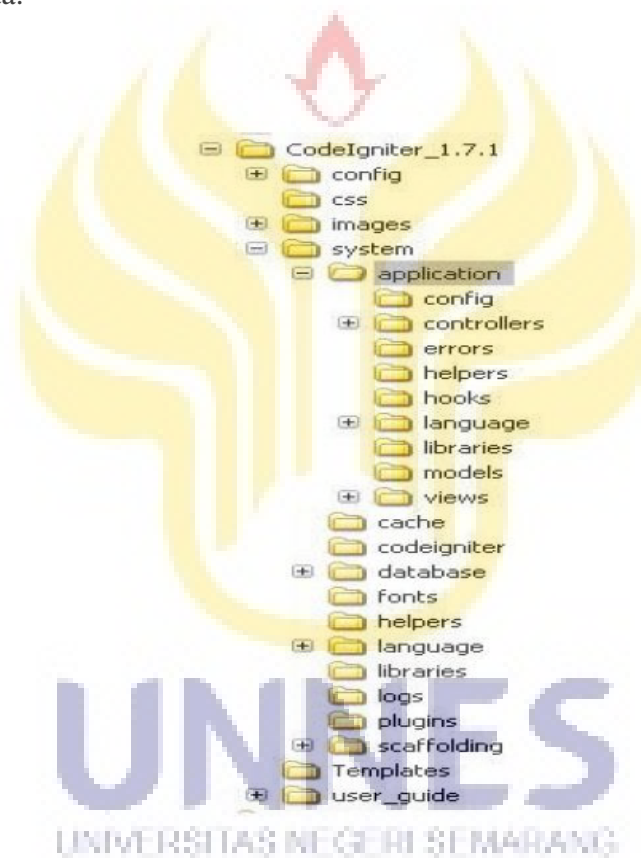 a.
CodeIgniter_1.7.1
config
css
images
system
application
config
controllers
errors
helpers
hooks
language
libraries
models
views
cache
codeigniter
database
fonts
helpers
language
libraries
logs
plugins
scaffolding
Templates
user_guide
UNNES
UNIVERSITAS NEGERI SEMARANG